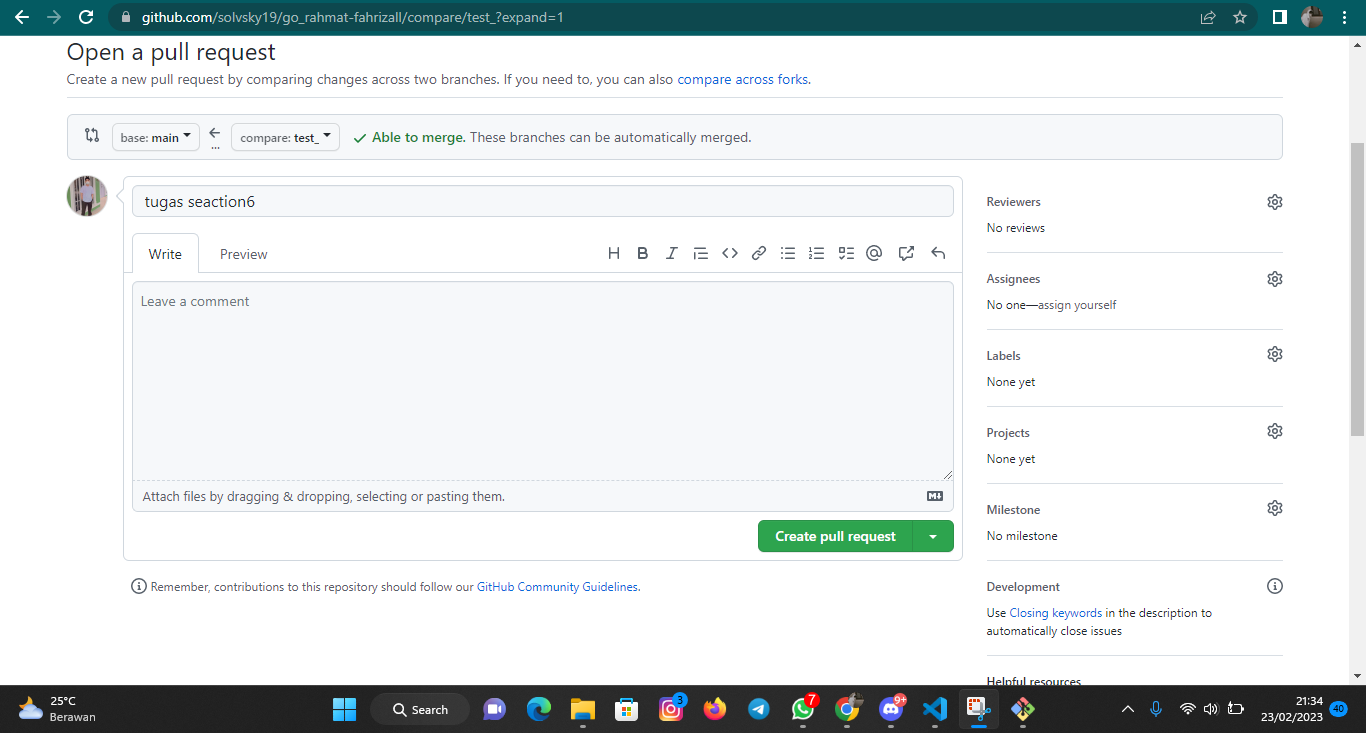 github.com/solvsky19/go_rahmat-fahrizall/compare/test_?expand=1
Open a pull request
Create a new pull request by comparing changes across two branches. If you need to, you can also compare across forks.
base: main
...
compare: test_
Able to merge. These branches can be automatically merged.
tugas seaction6
Write
Preview
Leave a comment
Attach files by dragging & dropping, selecting or pasting them.
Create pull request
Remember, contributions to this repository should follow our GitHub Community Guidelines.
Reviewers
No reviews
Assignees
No one—assign yourself
Labels
None yet
Projects
None yet
Milestone
No milestone
Development
Use Closing keywords in the description to
automatically close issues
Helpful resources
25°C
Berawan
Search
3
7
9+
21:34
23/02/2023
40